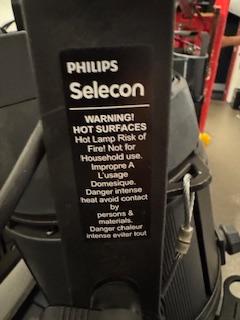 PHILIPS
Selecon
WARNING!
HOT SURFACES
Hot Lamp Risk of
Fire! Not for
Household use.
Impropre A
L'usage
Domesique.
Danger intense
heat avoid contact
by
persons &
materials.
Danger chaleur
intense eviter tout